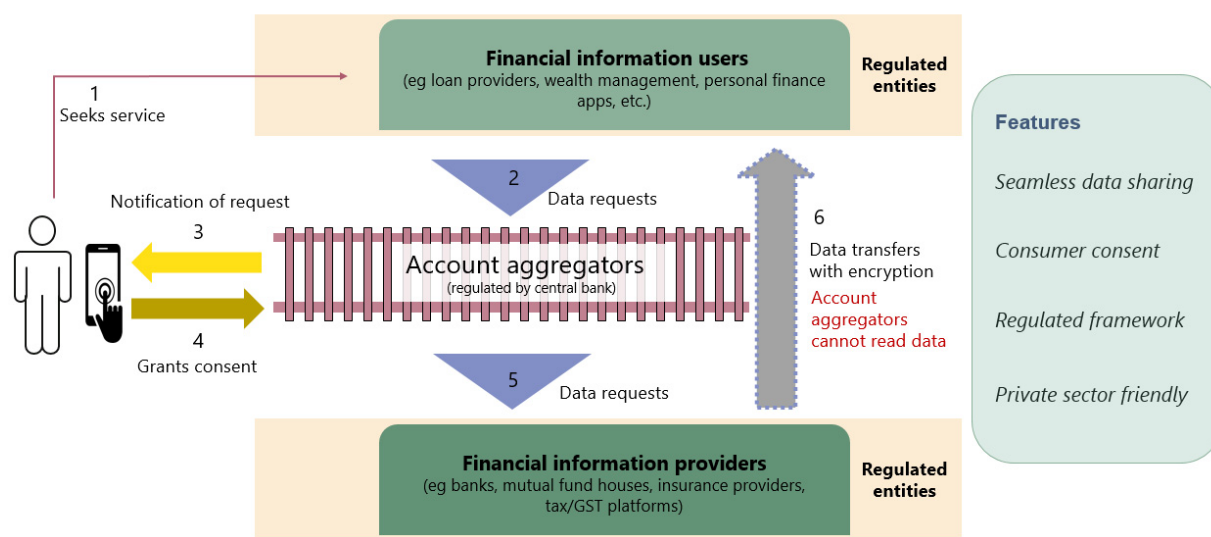 Financial information users
(eg loan providers, wealth management, personal finance
apps, etc.)
Regulated
entities
1
Seeks service
2
Data requests
Notification of request
3
Account aggregators
(regulated by central bank)
4
Grants consent
5
Data requests
6
Data transfers
with encryption
Account
aggregators
cannot read data
Financial information providers
(eg banks, mutual fund houses, insurance providers,
tax/GST platforms)
Regulated
entities
Features
Seamless data sharing
Consumer consent
Regulated framework
Private sector friendly